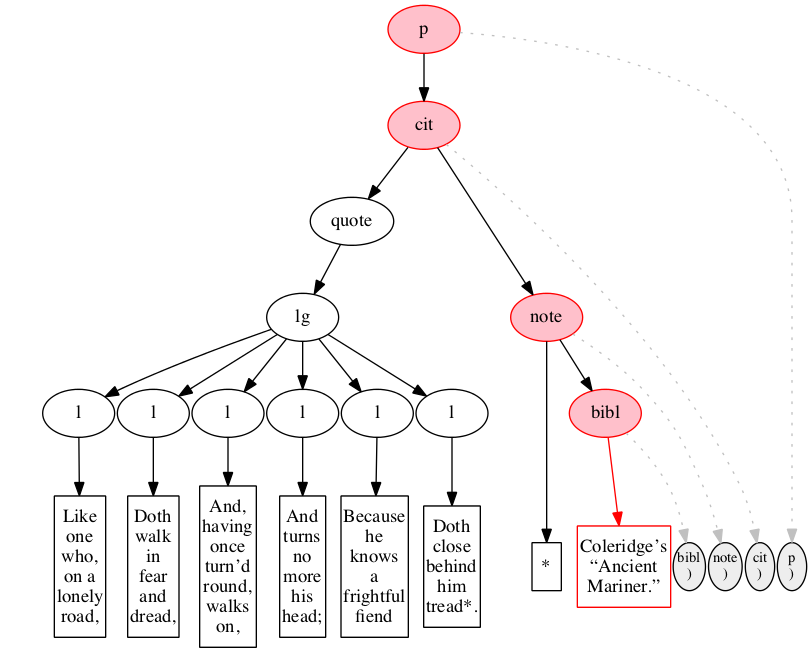 p
cit
quote
lg
note
l
l
l
l
l
l
bibl
Like
one
who,
on a
lonely
road,
Doth
walk
in
fear
and
dread,
And,
having
once
turn’d
round,
walks
on,
And
turns
no
more
his
head;
Because
he
knows
a
frightful
fiend
Doth
close
behind
him
tread*.
*
Coleridge’s
“Ancient
Mariner.”
bibl
)
note
)
cit
)
p
)